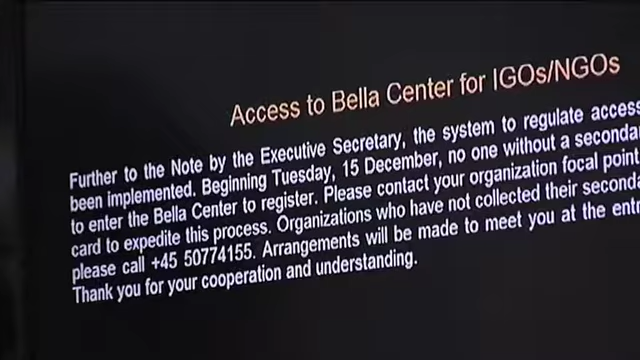 Access to Bella Center for IGOs/NGOs
Further to the Note by the Executive Secretary, the system to regulate access
been implemented. Beginning Tuesday, 15 December, no one without a
to enter the Bella Center to register. Please contact your organization focal point
card to expedite this process. Organizations who have not collected their
please call +45 50774155. Arrangements will be made to meet you at the
Thank you for your cooperation and understanding.